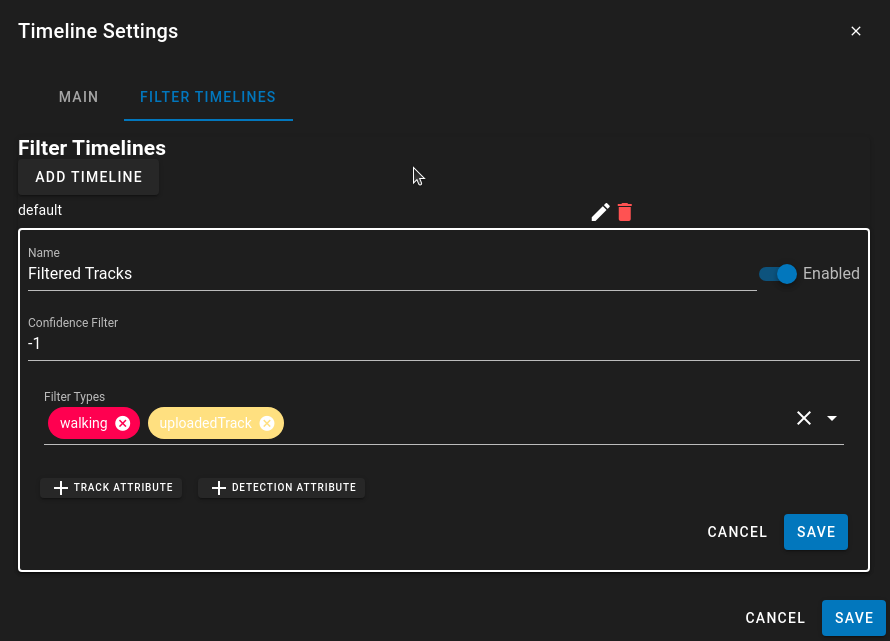 Timeline Settings
MAIN FILTER TIMELINES
Filter Timelines
ADD TIMELINE
default
Name
Filtered Tracks
Enabled
Confidence Filter
-1
Filter Types
walking uploadedTrack
TRACK ATTRIBUTE DETECTION ATTRIBUTE
CANCEL SAVE
CANCEL SAVE